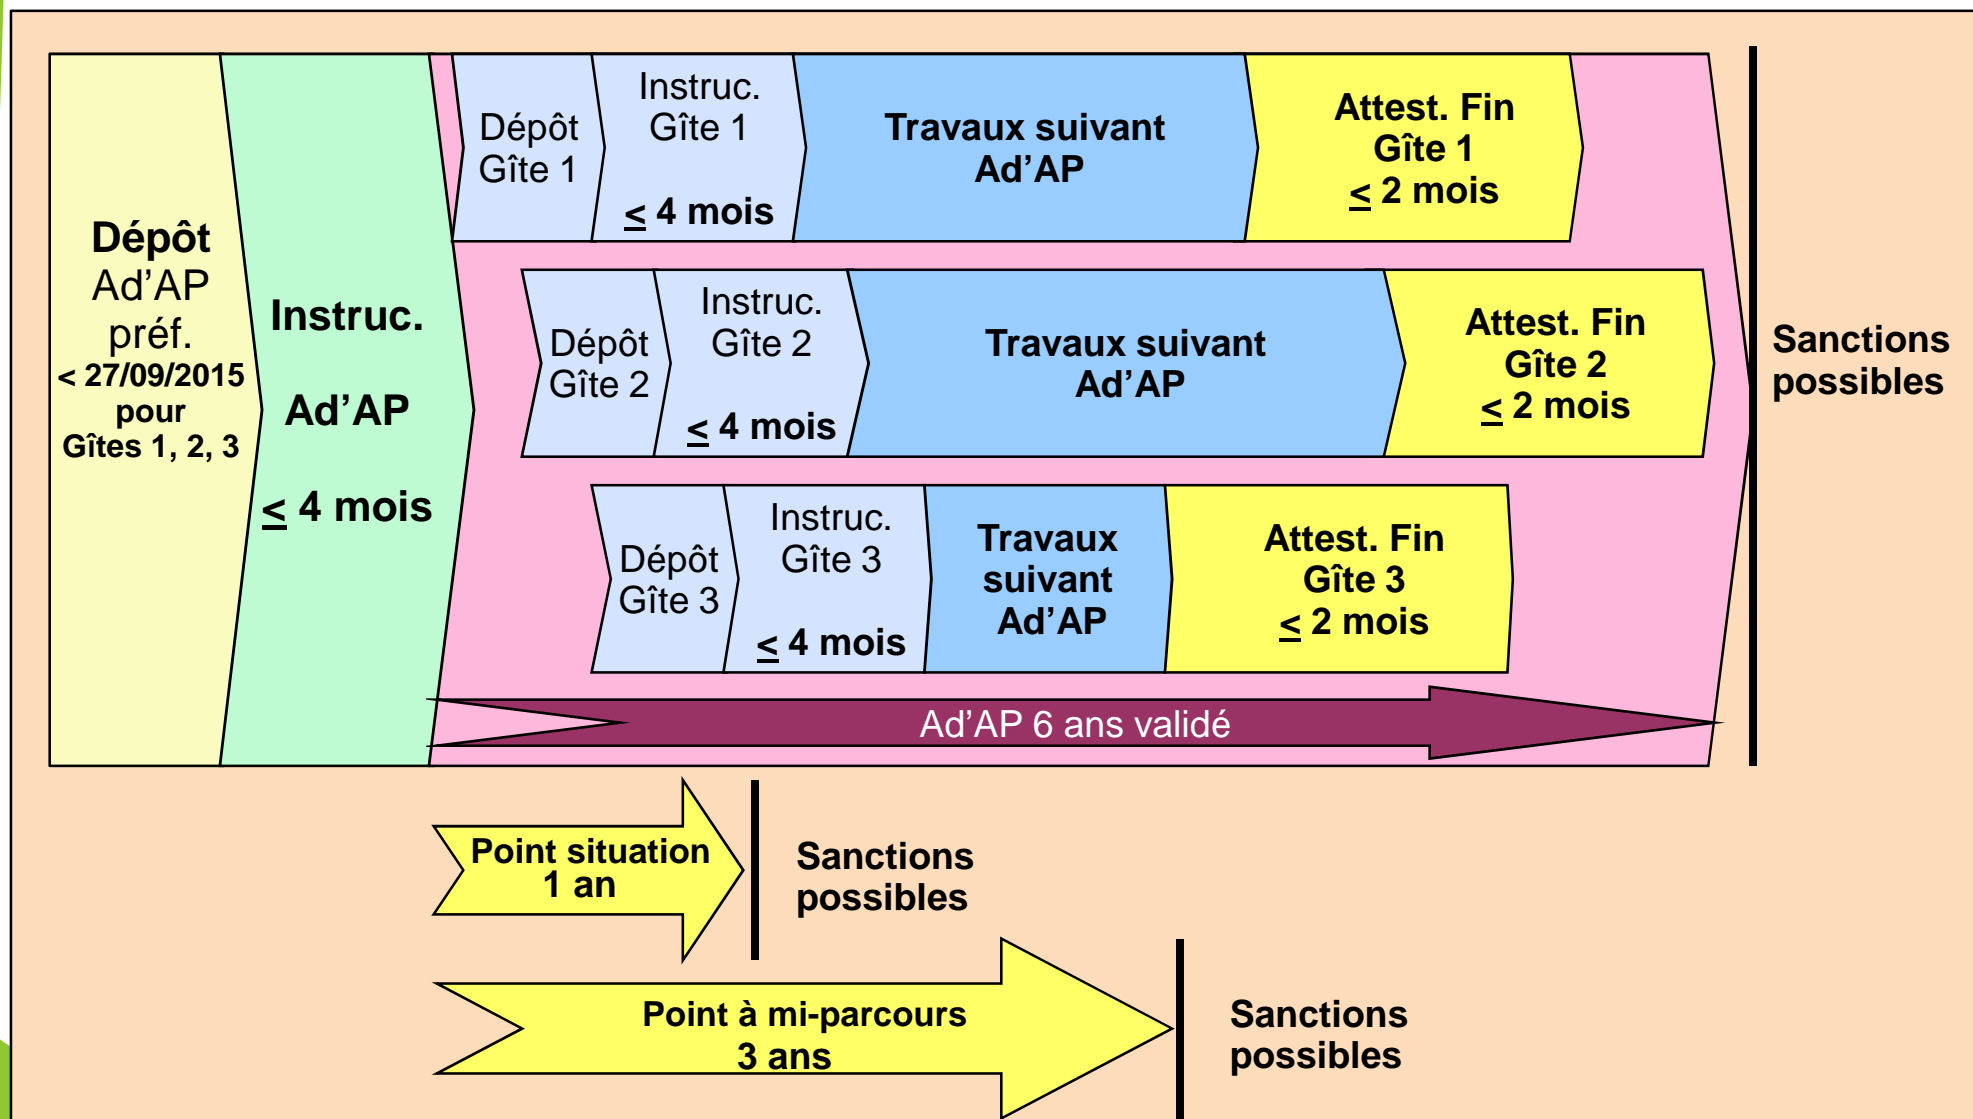 Dépôt
Ad’AP
préf.
< 27/09/2015
pour
Gîtes 1, 2, 3
Instruc.
Ad’AP
≤ 4 mois
Dépôt
Gîte 1
Instruc.
Gîte 1
≤ 4 mois
Travaux suivant
Ad’AP
Attest. Fin
Gîte 1
≤ 2 mois
Dépôt
Gîte 2
Instruc.
Gîte 2
≤ 4 mois
Travaux suivant
Ad’AP
Attest. Fin
Gîte 2
≤ 2 mois
Dépôt
Gîte 3
Instruc.
Gîte 3
≤ 4 mois
Travaux
suivant
Ad’AP
Attest. Fin
Gîte 3
≤ 2 mois
Ad’AP 6 ans validé
Sanctions
possibles
Point situation
1 an
Sanctions
possibles
Point à mi-parcours
3 ans
Sanctions
possibles